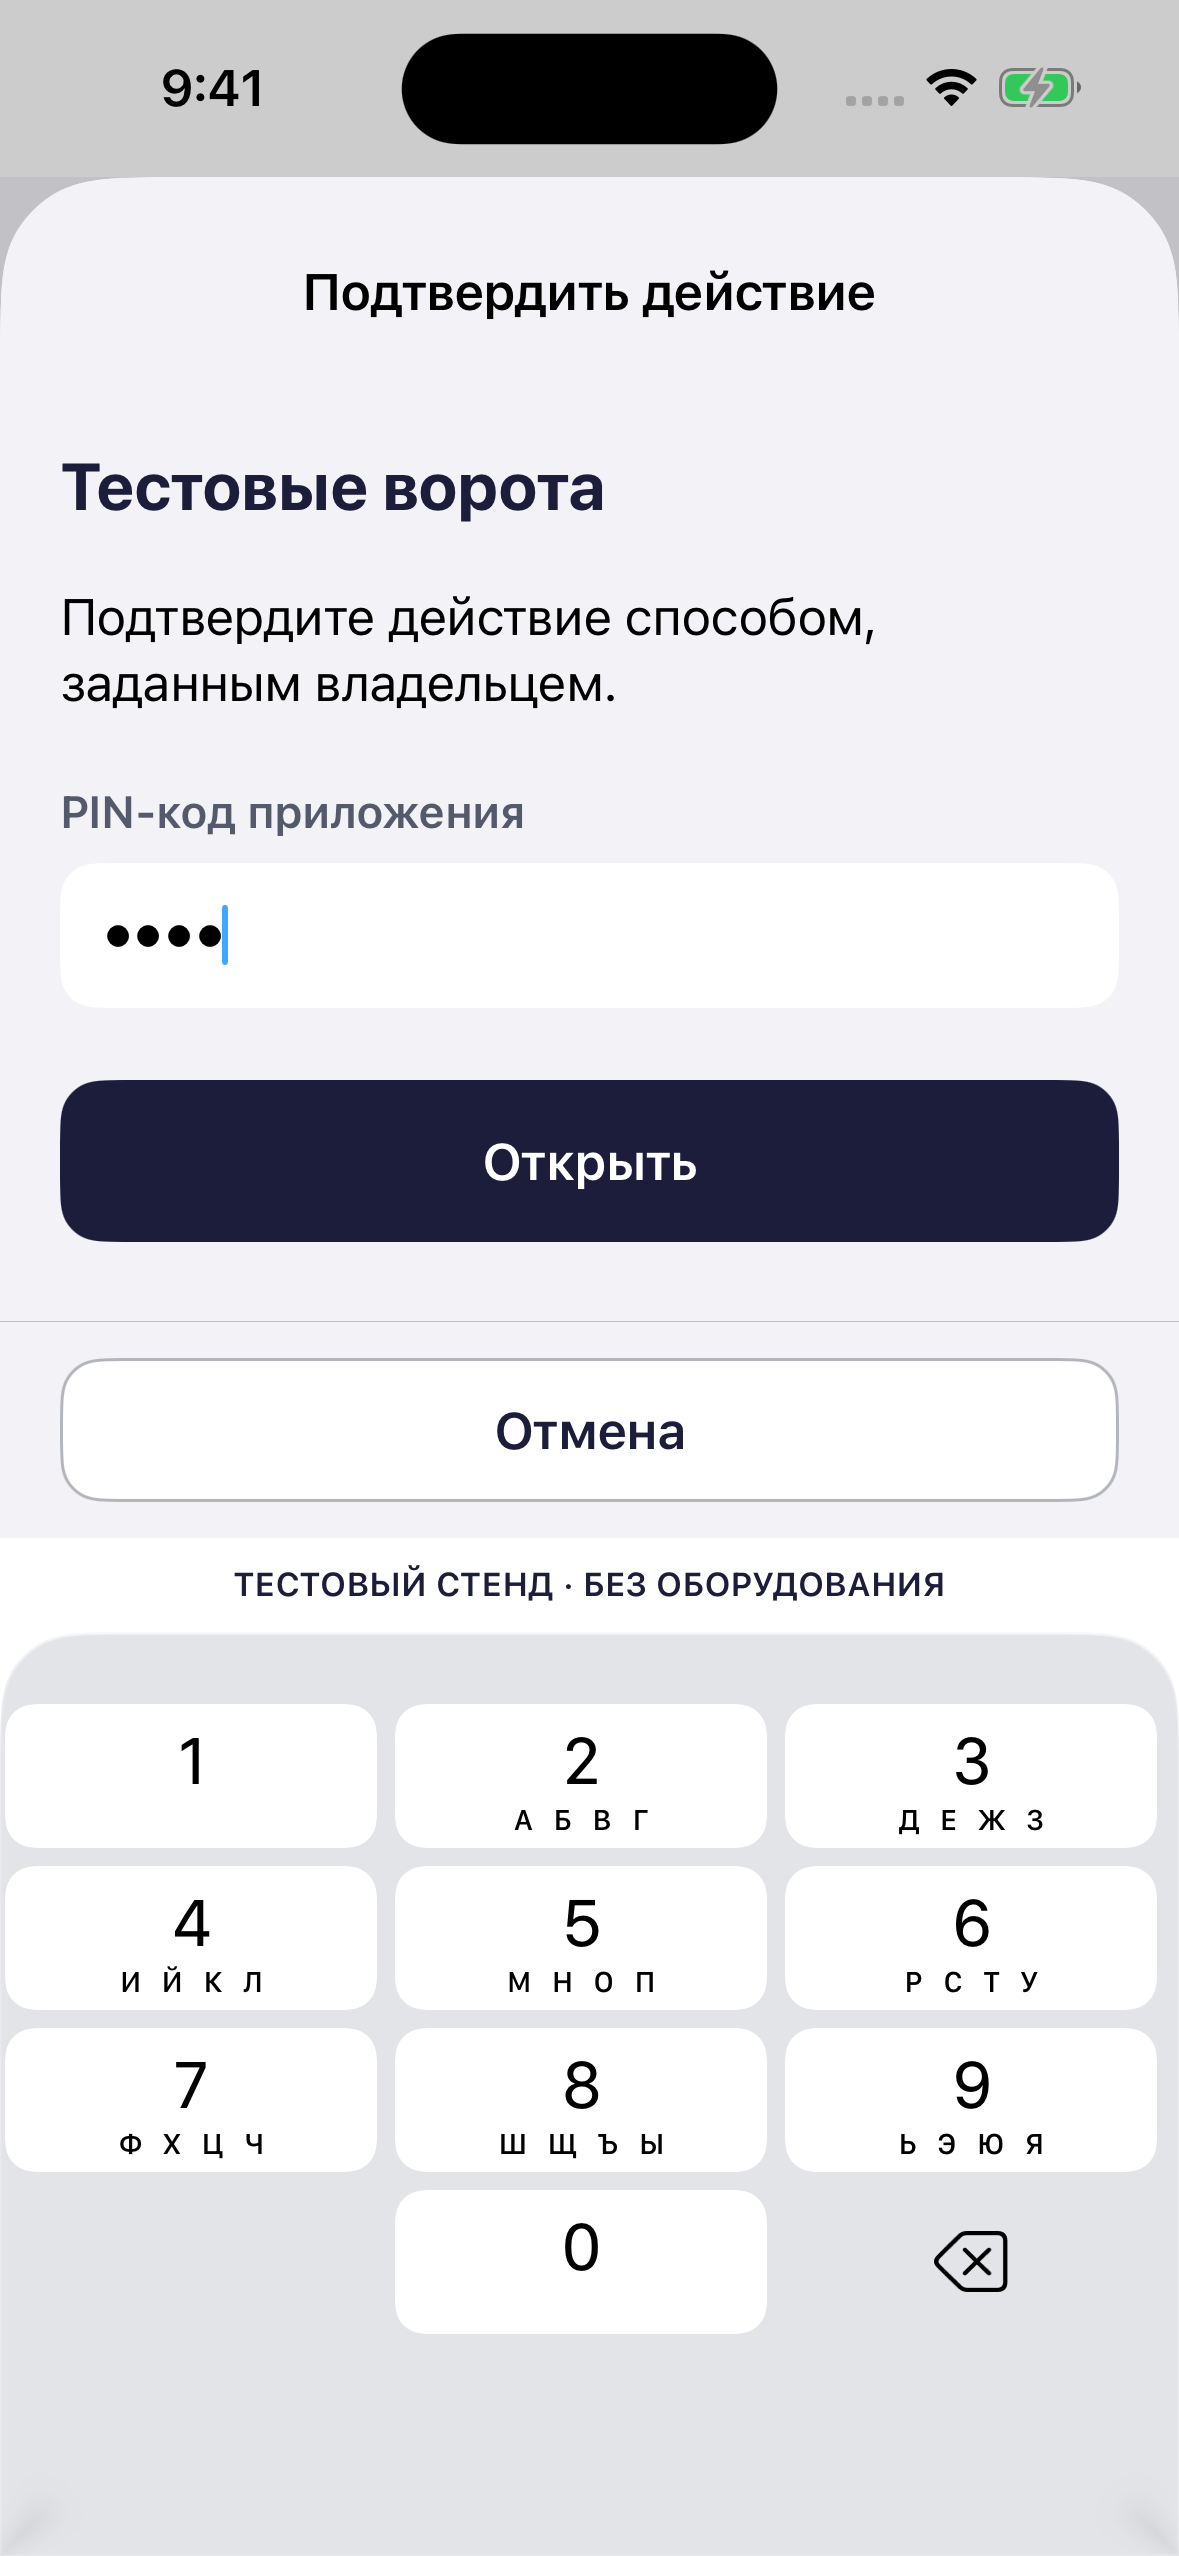 9:41
Подтвердить действие
Тестовые ворота
Подтвердите действие способом,
заданным владельцем.
PIN-код приложения
••••
Открыть
Отмена
ТЕСТОВЫЙ СТЕНД · БЕЗ ОБОРУДОВАНИЯ
1 2 3
А Б В Г Д Е Ж З
4 5 6
И Й К Л М Н О П Р С Т У
7 8 9
Ф Х Ц Ч Ш Щ Ъ Ы Ь Э Ю Я
0